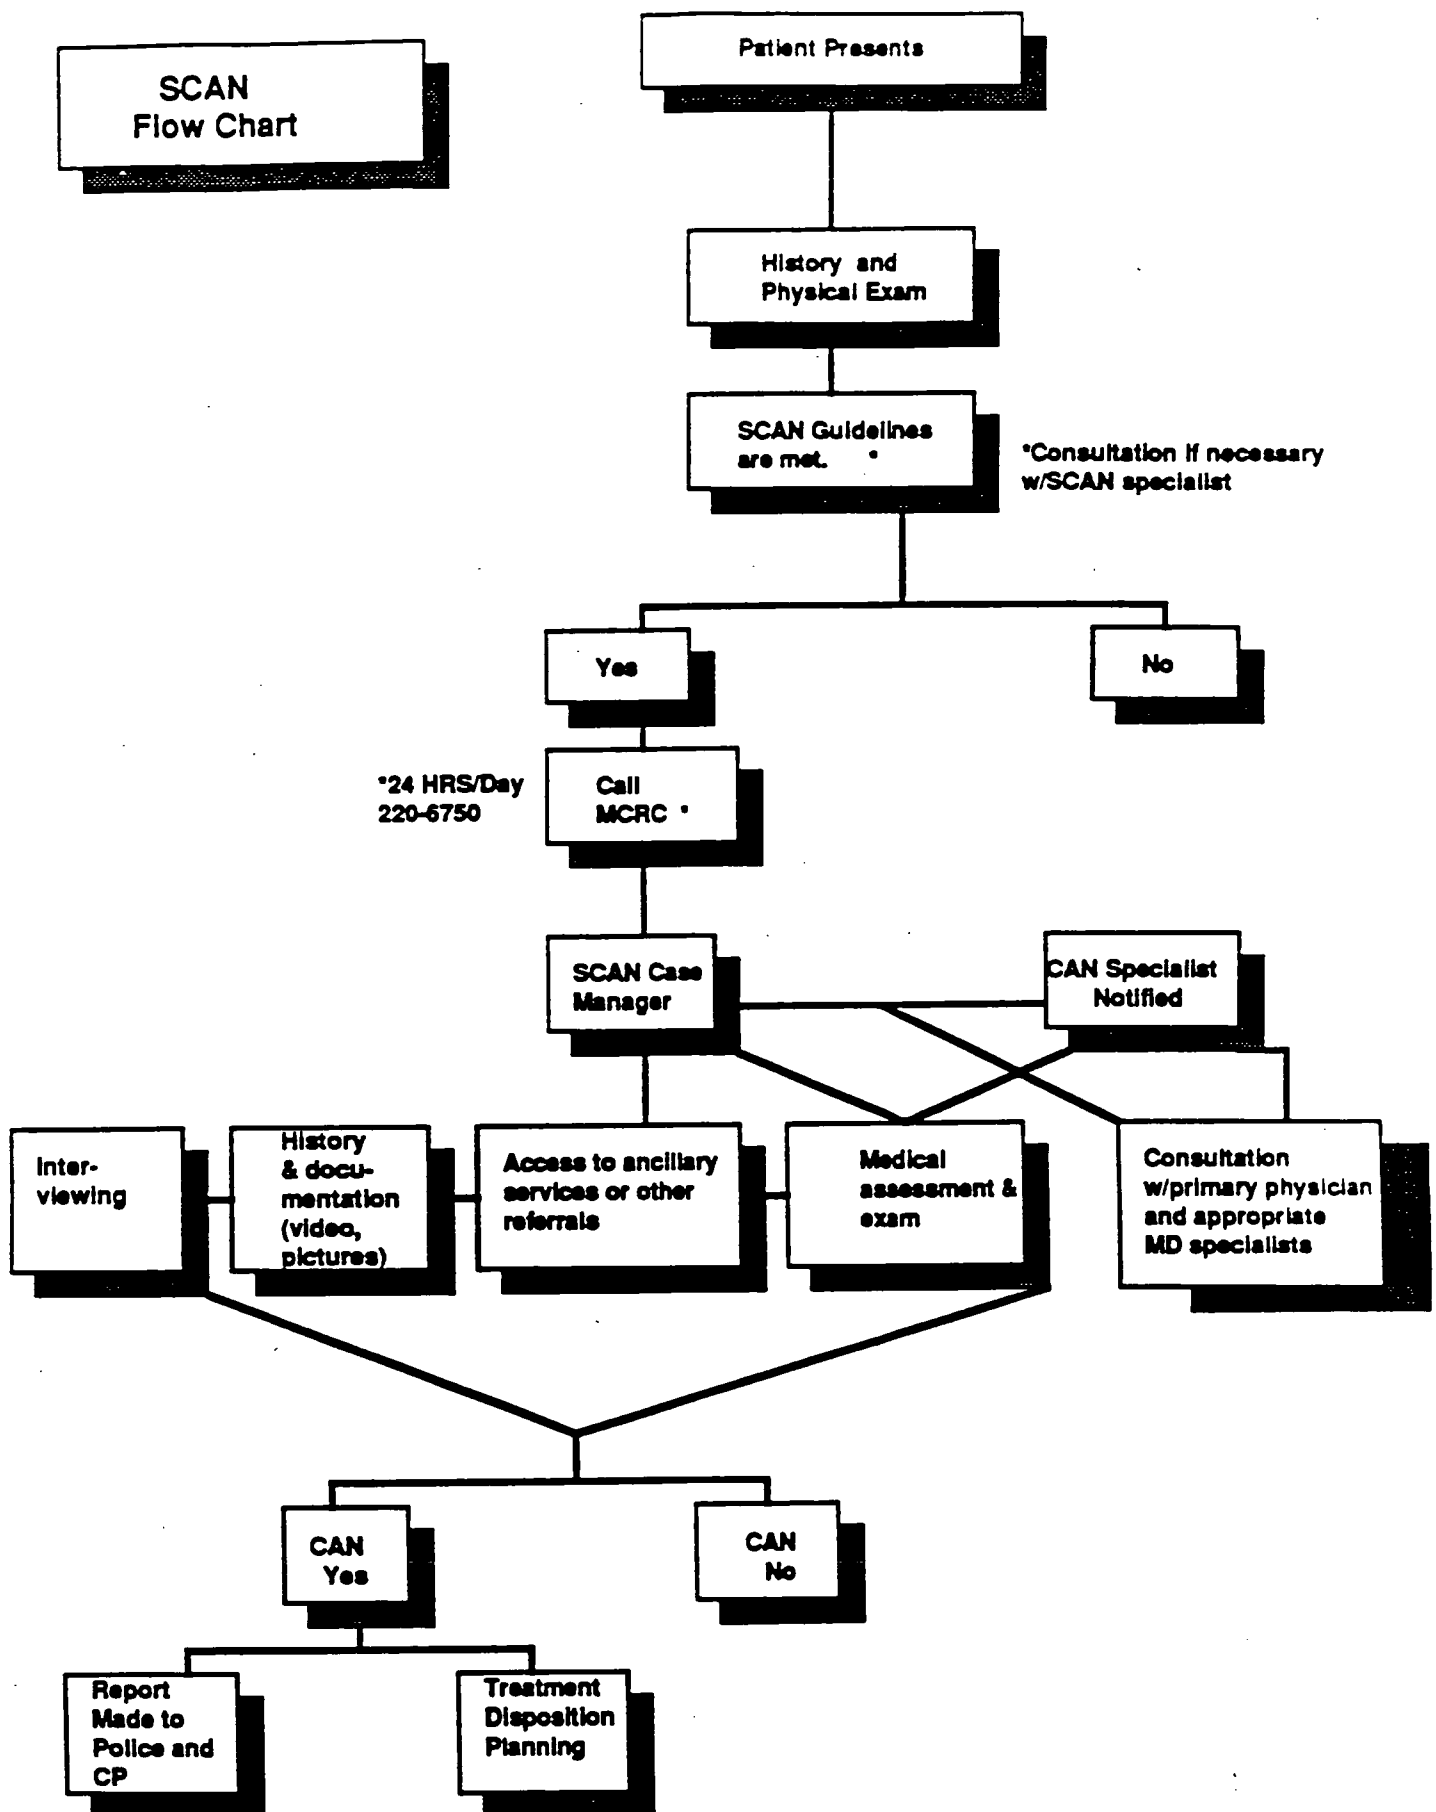 SCAN
Flow Chart
Patient Presents
History and
Physical Exam
SCAN Guidelines
are met. *
*Consultation if necessary
w/SCAN specialist
Yes
No
*24 HRS/Day
220-6750
Call
MCRC *
SCAN Case
Manager
CAN Specialist
Notified
Inter-
viewing
History
& docu-
mentation
(video,
pictures)
Access to ancillary
services or other
referrals
Medical
assessment &
exam
Consultation
w/primary physician
and appropriate
MD specialists
CAN
Yes
CAN
No
Report
Made to
Police and
CP
Treatment
Disposition
Planning